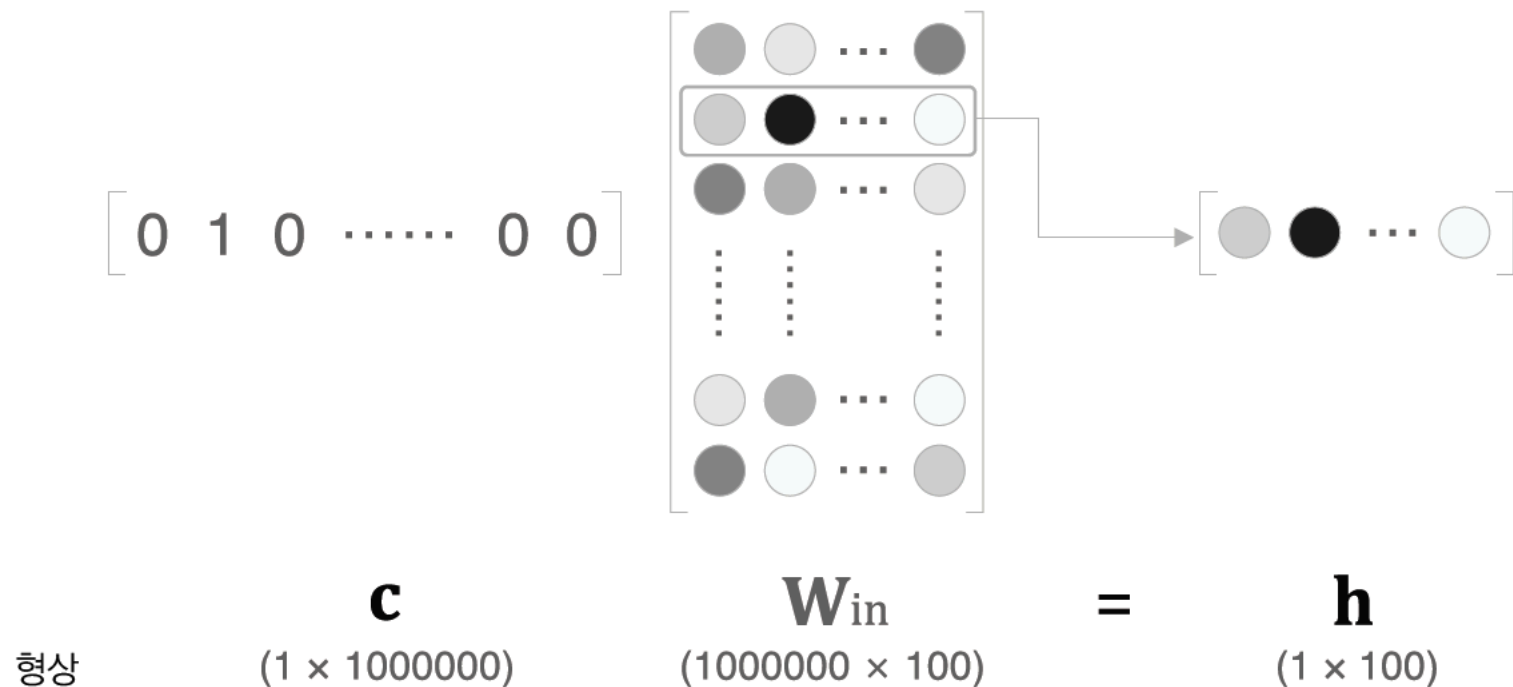 0 1 0 ⋯⋯ 0 0
c W in = h
형상 (1 × 1000000) (1000000 × 100) (1 × 100)